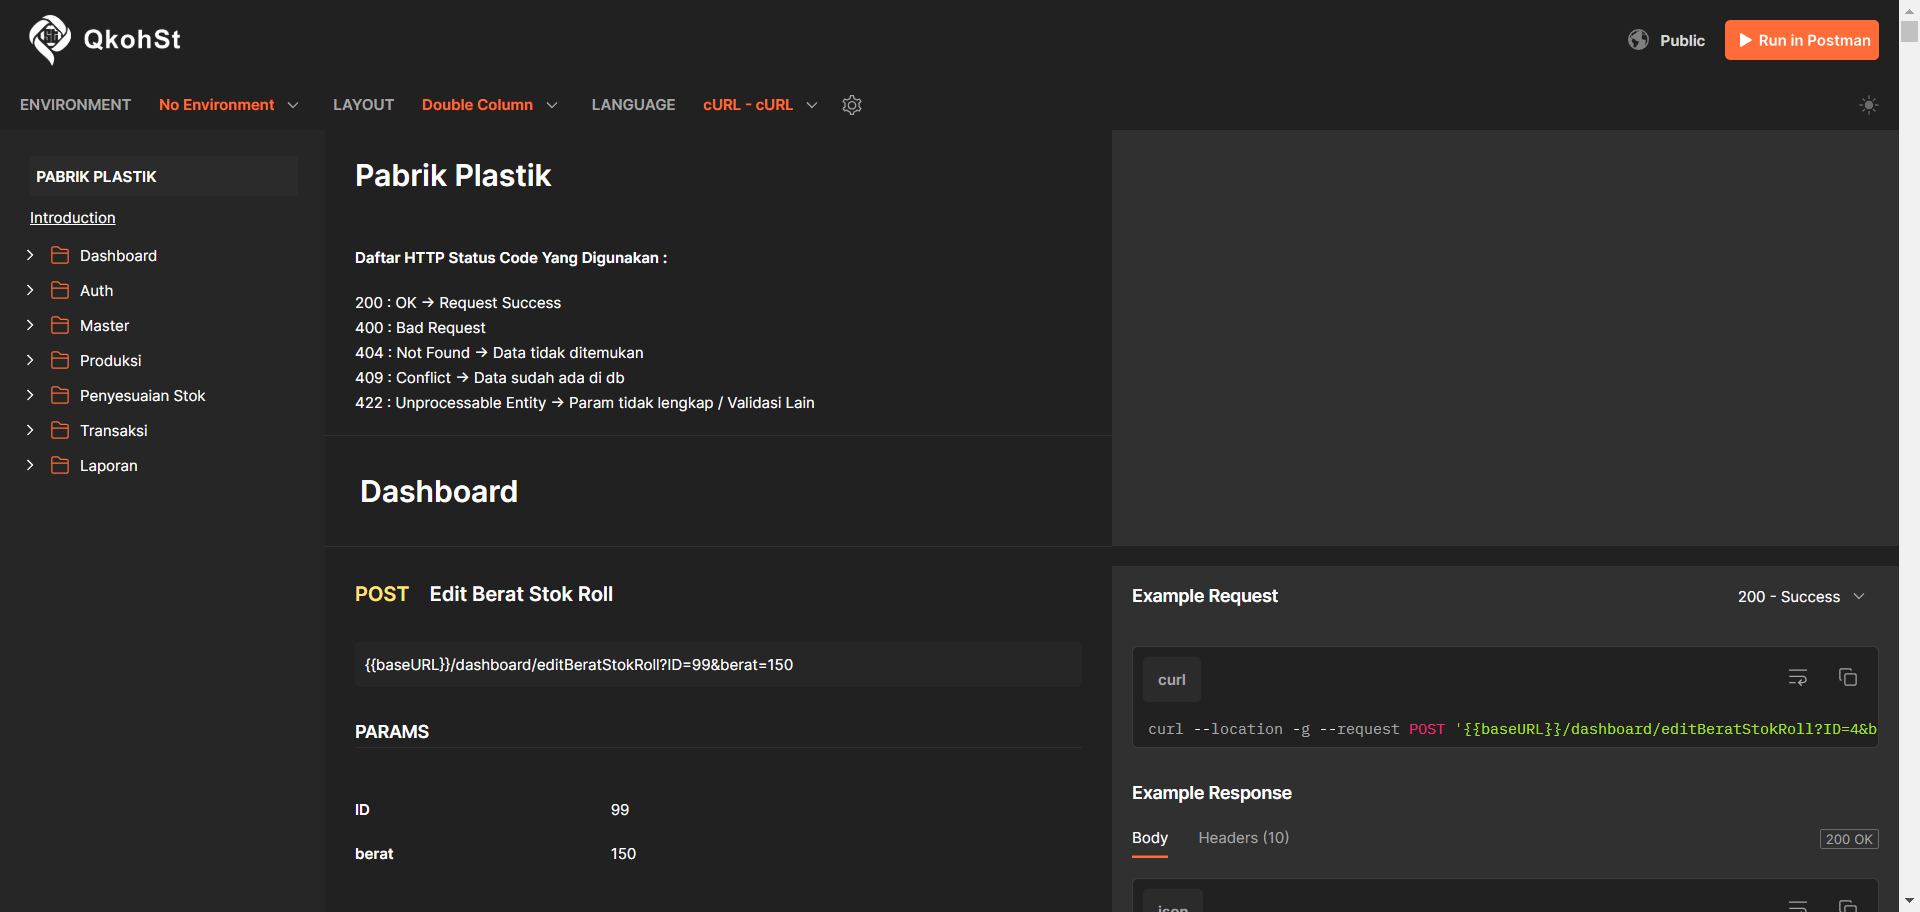 QkohSt
Public
Run in Postman
ENVIRONMENT No Environment LAYOUT Double Column LANGUAGE cURL - cURL
PABRIK PLASTIK
Introduction
Dashboard
Auth
Master
Produksi
Penyesuaian Stok
Transaksi
Laporan
Pabrik Plastik
Daftar HTTP Status Code Yang Digunakan :
200 : OK → Request Success
400 : Bad Request
404 : Not Found → Data tidak ditemukan
409 : Conflict → Data sudah ada di db
422 : Unprocessable Entity → Param tidak lengkap / Validasi Lain
Dashboard
POST Edit Berat Stok Roll
{{baseURL}}/dashboard/editBeratStokRoll?ID=99&berat=150
PARAMS
ID 99
berat 150
Example Request 200 - Success
curl
curl --location -g --request POST '{{baseURL}}/dashboard/editBeratStokRoll?ID=4&b
Example Response
Body Headers (10) 200 OK
json